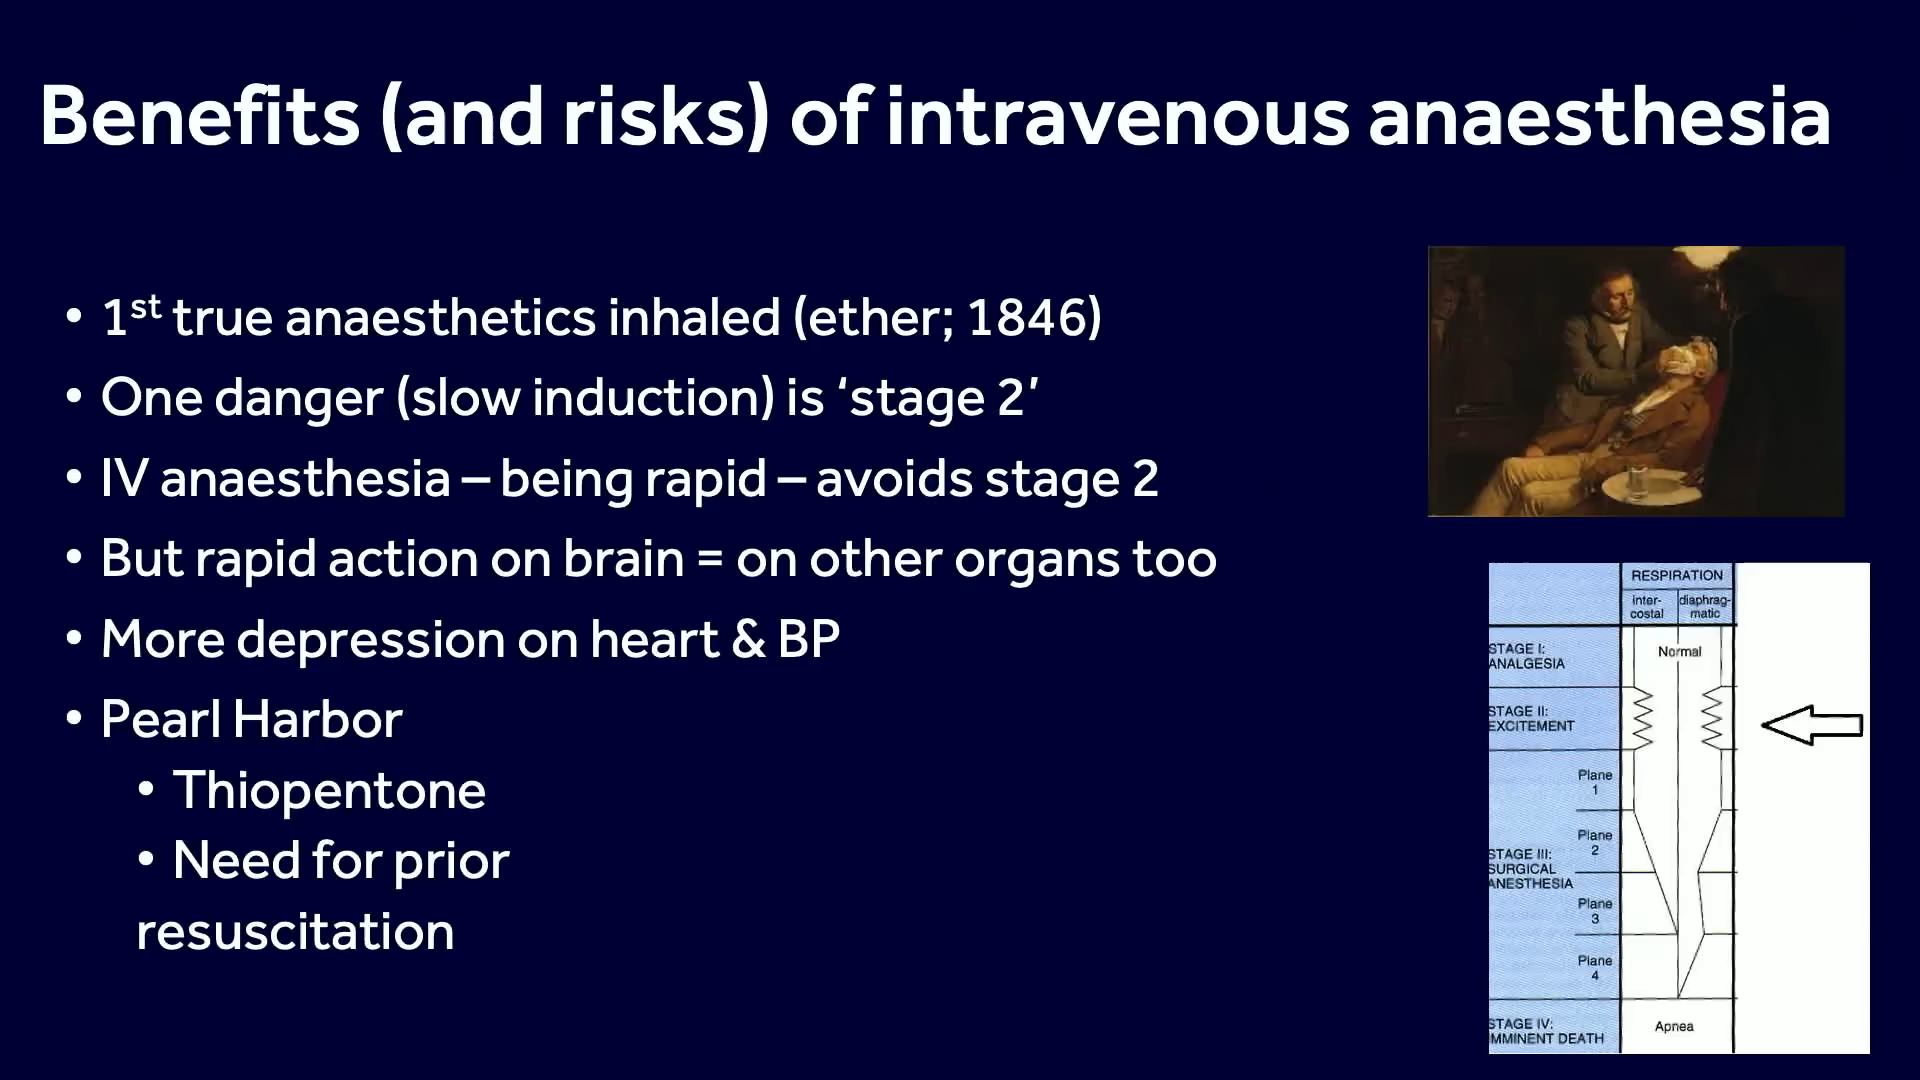 Benefits (and risks) of intravenous anaesthesia
• 1st true anaesthetics inhaled (ether; 1846)
• One danger (slow induction) is ‘stage 2’
• IV anaesthesia – being rapid – avoids stage 2
• But rapid action on brain = on other organs too
• More depression on heart & BP
• Pearl Harbor
• Thiopentone
• Need for prior
resuscitation
RESPIRATION
inter-
costal
diaphrag-
matic
STAGE I:
ANALGESIA
Normal
STAGE II:
EXCITEMENT
Plane
1
Plane
2
STAGE III:
SURGICAL
ANESTHESIA
Plane
3
Plane
4
STAGE IV:
IMMINENT DEATH
Apnea